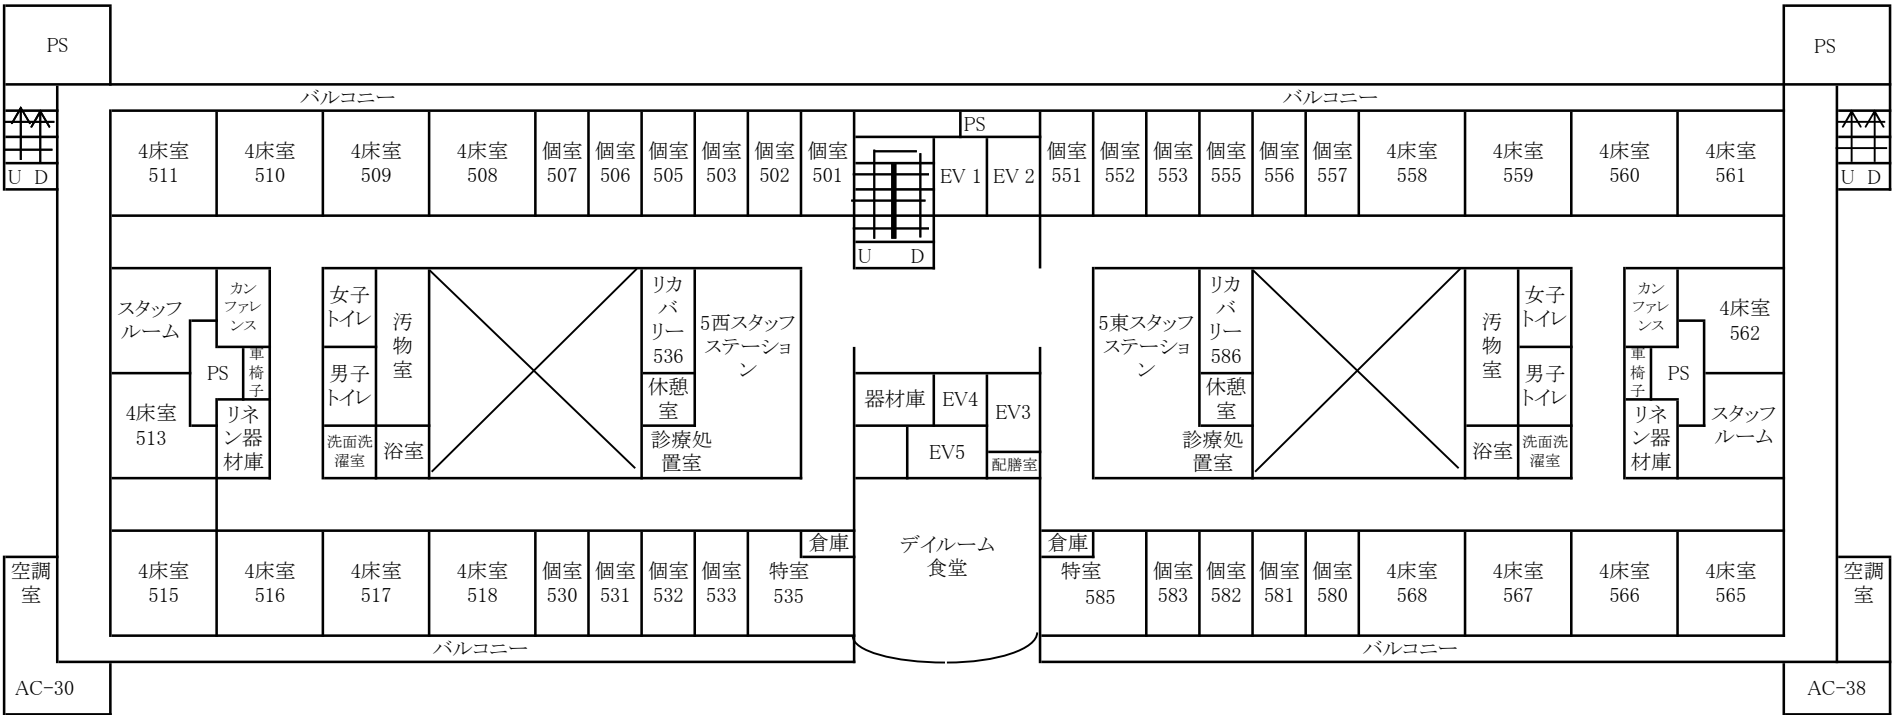 PS
PS
バルコニー
バルコニー
4床室
511
4床室
510
4床室
509
4床室
508
個室
507
個室
506
個室
505
個室
503
個室
502
個室
501
PS
EV 1
EV 2
個室
551
個室
552
個室
553
個室
555
個室
556
個室
557
4床室
558
4床室
559
4床室
560
4床室
561
U D
U D
U D
スタッフ
ルーム
カン
ファレ
ンス
PS
車
椅
子
4床室
513
リネ
ン器
材庫
女子
トイレ
男子
トイレ
洗面洗
濯室
汚
物
室
浴室
リカ
バ
リー
536
休憩
室
診療処
置室
5西スタッフ
ステーショ
ン
器材庫
EV4
EV3
EV5
配膳室
5東スタッフ
ステーショ
ン
リカ
バ
リー
586
休憩
室
診療処
置室
汚
物
室
浴室
女子
トイレ
男子
トイレ
洗面洗
濯室
カン
ファレ
ンス
車
椅
子
PS
リネ
ン器
材庫
4床室
562
スタッフ
ルーム
空調
室
4床室
515
4床室
516
4床室
517
4床室
518
個室
530
個室
531
個室
532
個室
533
特室
535
倉庫
デイルーム
食堂
倉庫
特室
585
個室
583
個室
582
個室
581
個室
580
4床室
568
4床室
567
4床室
566
4床室
565
空調
室
バルコニー
バルコニー
AC-30
AC-38